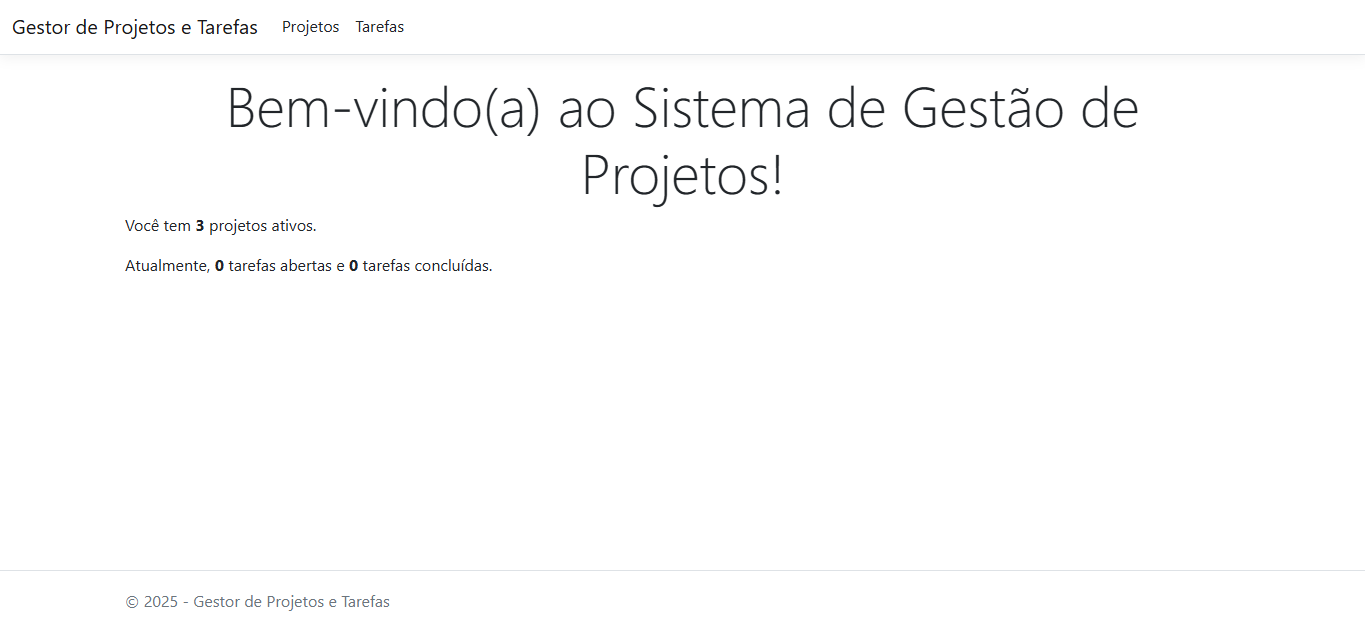 Gestor de Projetos e Tarefas Projetos Tarefas
Bem-vindo(a) ao Sistema de Gestão de
Projetos!
Você tem 3 projetos ativos.
Atualmente, 0 tarefas abertas e 0 tarefas concluídas.
© 2025 - Gestor de Projetos e Tarefas